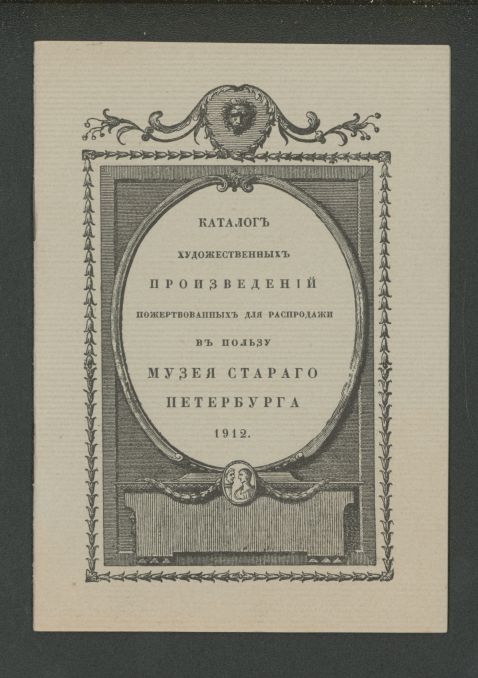 КАТАЛОГЪ
ХУДОЖЕСТВЕННЫХЪ
ПРОИЗВЕДЕНІЙ
ПОЖЕРТВОВАННЫХЪ ДЛЯ РАСПРОДАЖИ
ВЪ ПОЛЬЗУ
МУЗЕЯ СТАРАГО
ПЕТЕРБУРГА
1912.